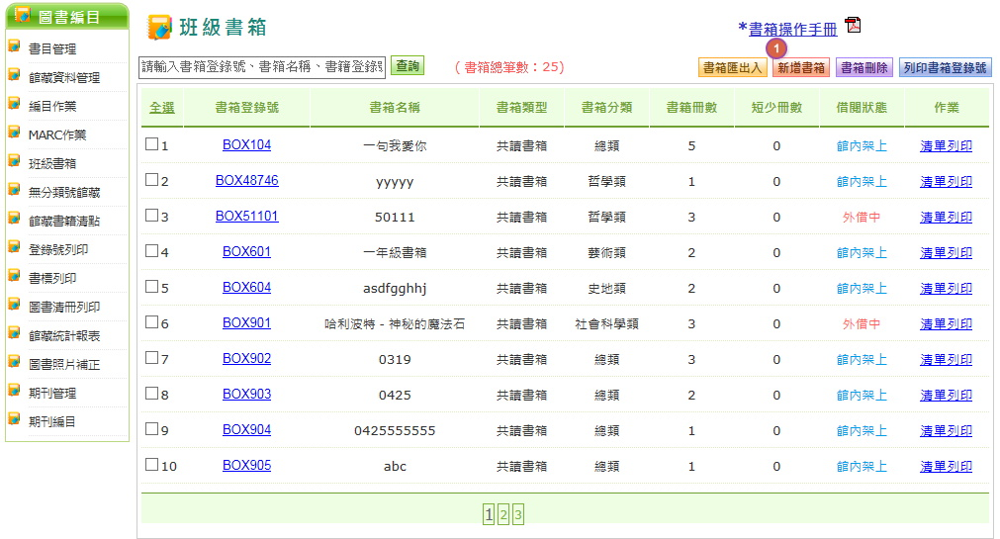 圖書編目
書目管理
館藏資料管理
編目作業
MARC作業
班級書箱
無分類號館藏
館藏書籍清點
登錄號列印
書標列印
圖書清冊列印
館藏統計報表
圖書照片補正
期刊管理
期刊編目
班級書箱
*書箱操作手冊
1
請輸入書箱登錄號、書箱名稱、書籍登錄號 查詢 ( 書箱總筆數：25)
書箱匯出入 新增書箱 書箱刪除 列印書箱登錄號
全選 書箱登錄號 書箱名稱 書箱類型 書箱分類 書箱冊數 短少冊數 借閱狀態 作業
1 BOX104 一句我愛你 共讀書箱 總類 5 0 館內架上 清單列印
2 BOX48746 yyyyy 共讀書箱 哲學類 1 0 館內架上 清單列印
3 BOX51101 50111 共讀書箱 哲學類 3 0 外借中 清單列印
4 BOX601 一年級書箱 共讀書箱 藝術類 2 0 館內架上 清單列印
5 BOX604 asdfgghhj 共讀書箱 史地類 2 0 館內架上 清單列印
6 BOX901 哈利波特 - 神秘的魔法石 共讀書箱 社會科學類 3 0 外借中 清單列印
7 BOX902 0319 共讀書箱 總類 3 0 館內架上 清單列印
8 BOX903 0425 共讀書箱 總類 2 0 館內架上 清單列印
9 BOX904 0425555555 共讀書箱 總類 1 0 館內架上 清單列印
10 BOX905 abc 共讀書箱 總類 1 0 館內架上 清單列印
1 2 3